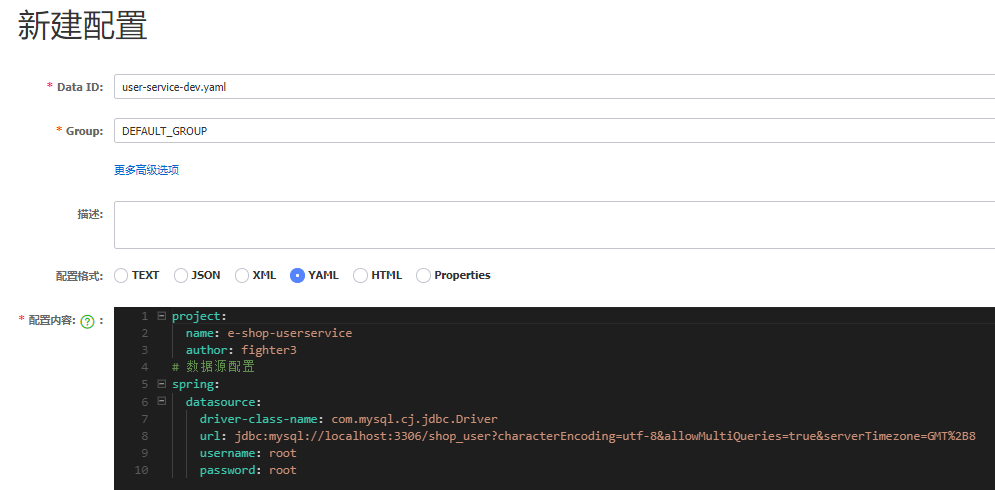 新建配置
* Data ID: user-service-dev.yaml
* Group: DEFAULT_GROUP
更多高级选项
描述:
配置格式: TEXT JSON XML YAML HTML Properties
* 配置内容: ? :
1 project:
2 name: e-shop-userservice
3 author: fighter3
4 # 数据源配置
5 spring:
6 datasource:
7 driver-class-name: com.mysql.cj.jdbc.Driver
8 url: jdbc:mysql://localhost:3306/shop_user?characterEncoding=utf-8&allowMultiQueries=true&serverTimezone=GMT%2B8
9 username: root
10 password: root